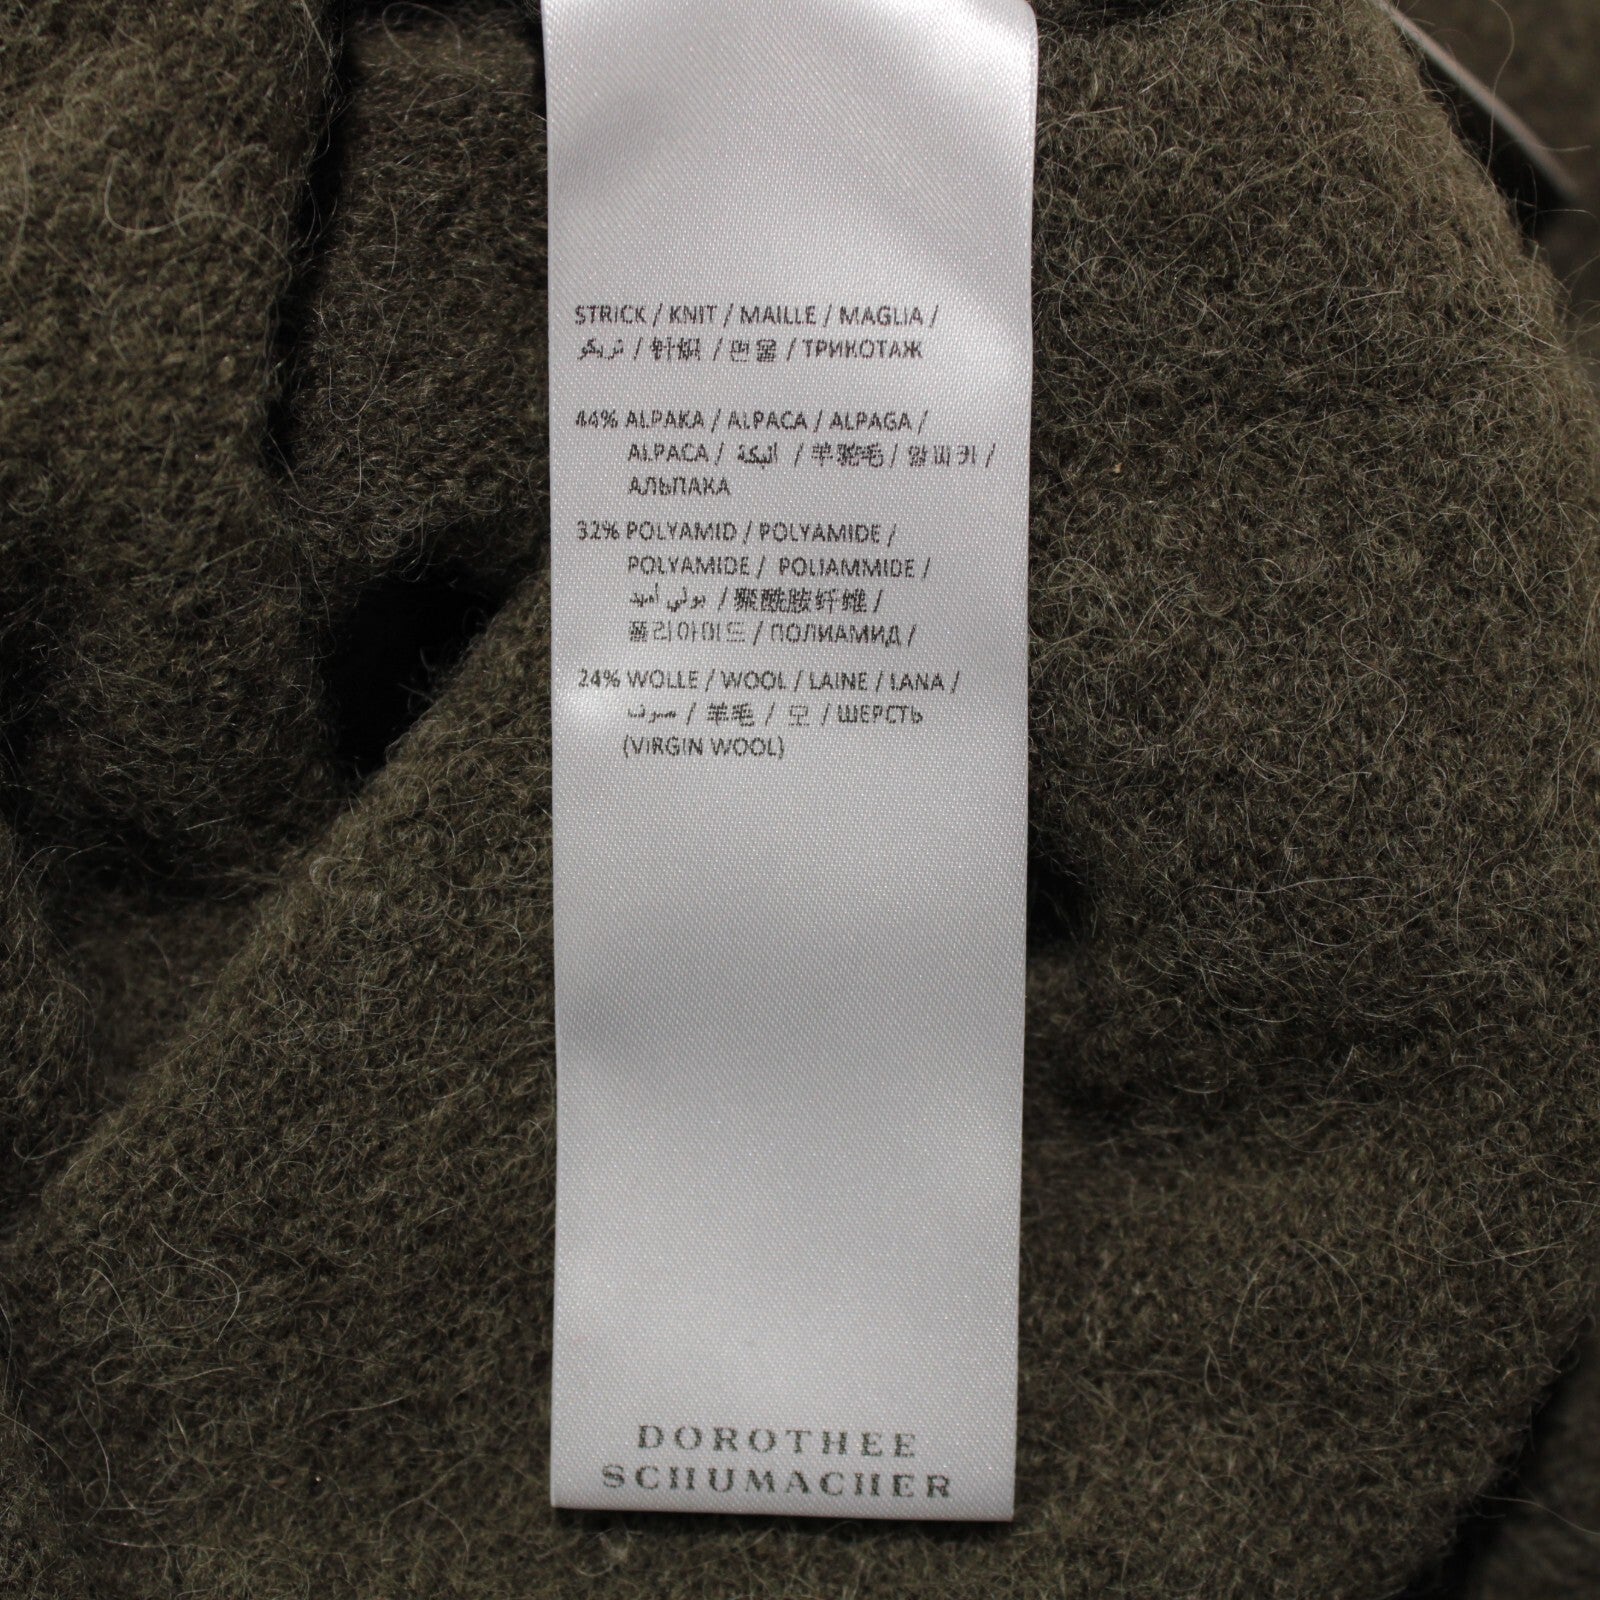 STRICK / KNIT / MAILLE / MAGLIA /
تريكو / 针织 / 편물 / ТРИКОТАЖ
44% ALPAKA / ALPACA / ALPAGA /
ALPACA / البكة / 羊驼毛 / 알파카 /
АЛЬПАКА
32% POLYAMID / POLYAMIDE /
POLYAMIDE / POLIAMMIDE /
بولي أميد / 聚酰胺纤维 /
폴리아미드 / ПОЛИАМИД /
24% WOLLE / WOOL / LAINE / LANA /
صوف / 羊毛 / 모 / ШЕРСТЬ
(VIRGIN WOOL)
DOROTHEE
SCHUMACHER